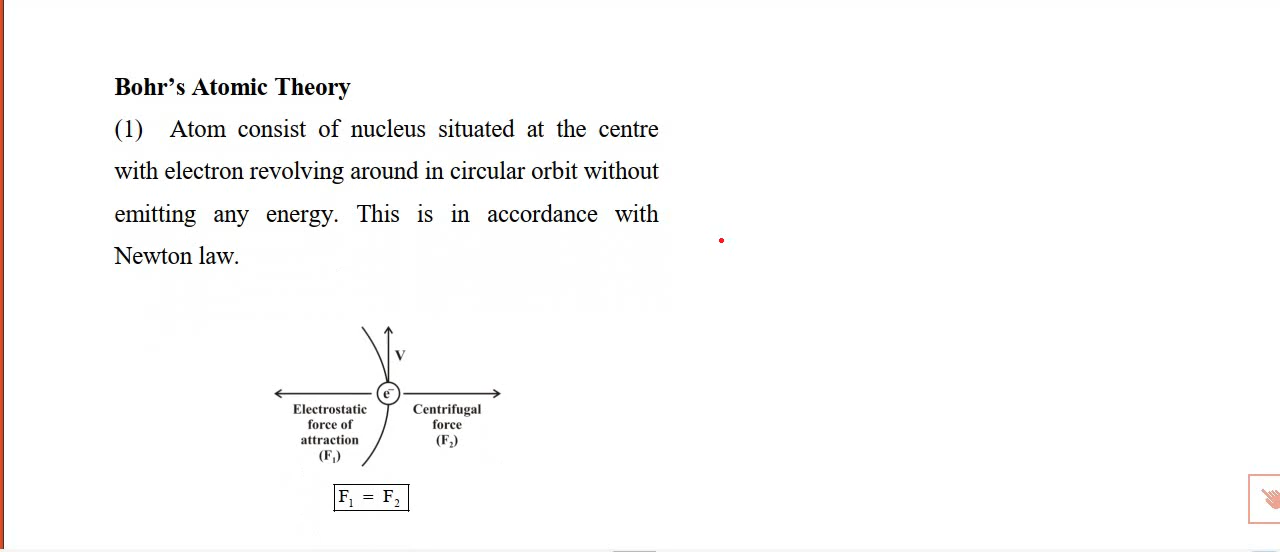 Bohr’s Atomic Theory
(1) Atom consist of nucleus situated at the centre
with electron revolving around in circular orbit without
emitting any energy. This is in accordance with
Newton law.
V
e⁻
Electrostatic
force of
attraction
(F₁)
Centrifugal
force
(F₂)
F₁ = F₂